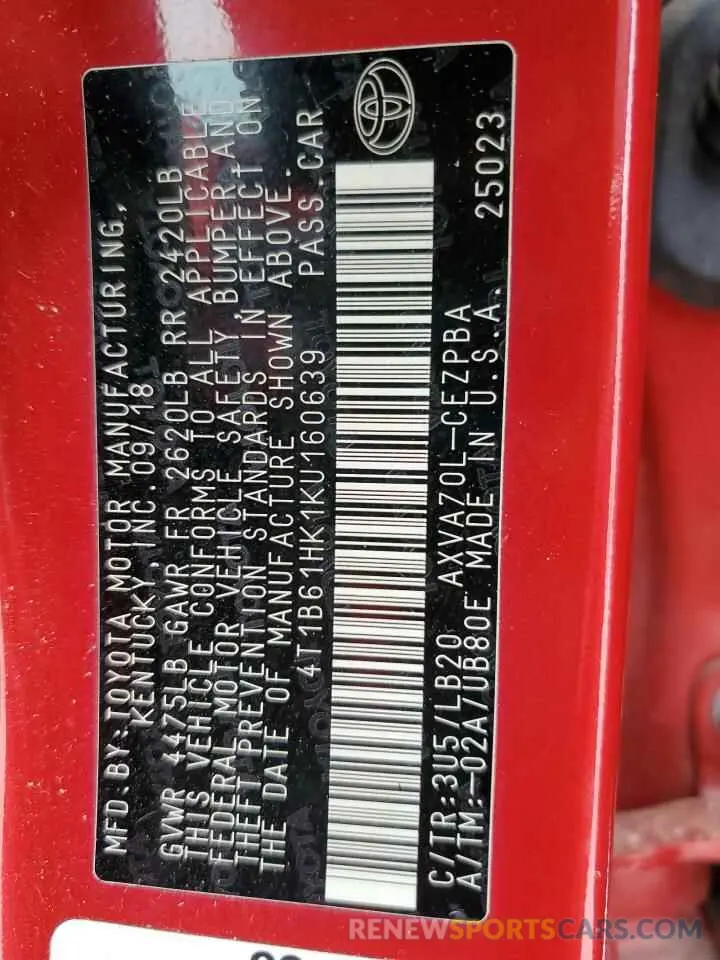 MFD.BY:TOYOTA MOTOR MANUFACTURING,
KENTUCKY, INC. 09/18
GVWR 4475LB GAWR FR 2620LB RR 2420LB
THIS VEHICLE CONFORMS TO ALL APPLICABLE
FEDERAL MOTOR VEHICLE SAFETY, BUMPER AND
THEFT PREVENTION STANDARDS IN EFFECT ON
THE DATE OF MANUFACTURE SHOWN ABOVE.
4T1B61HK1KU160639 PASS.CAR
C/TR:3U5/LB20 AXVA70L-CEZPBA
A/TM:-02A/UB80E MADE IN U.S.A. 25023
RENEWSPORTSCARS.COM